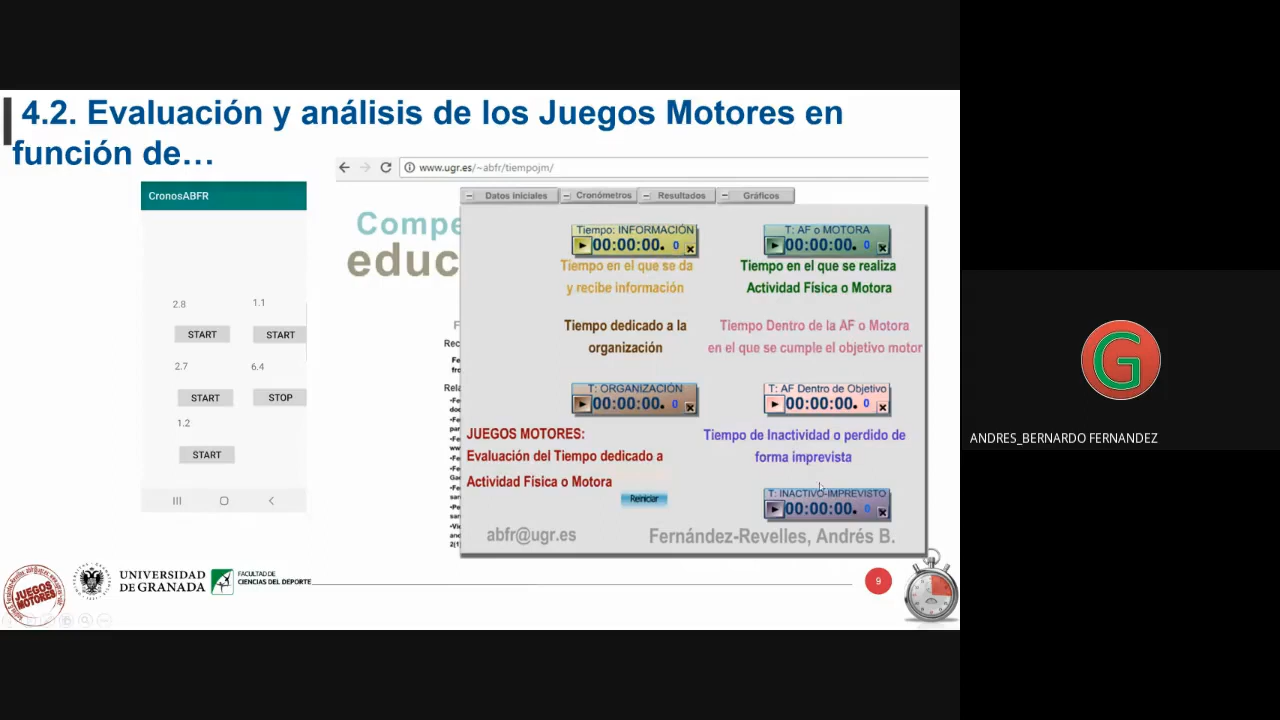 4.2. Evaluación y análisis de los Juegos Motores en
función de…
CronosABFR
2.8
1.1
START
START
2.7
6.4
START
STOP
1.2
START
www.ugr.es/~abfr/tiempojm/
Datos iniciales
Cronómetros
Resultados
Gráficos
Compe
educ
Tiempo: INFORMACIÓN
00:00:00. 0
Tiempo en el que se da
y recibe información
T: AF o MOTORA
00:00:00. 0
Tiempo en el que se realiza
Actividad Física o Motora
Tiempo dedicado a la
organización
Tiempo Dentro de la AF o Motora
en el que se cumple el objetivo motor
T: ORGANIZACIÓN
00:00:00. 0
T: AF Dentro de Objetivo
00:00:00. 0
JUEGOS MOTORES:
Evaluación del Tiempo dedicado a
Actividad Física o Motora
Reiniciar
Tiempo de Inactividad o perdido de
forma imprevista
T: INACTIVO-IMPREVISTO
00:00:00. 0
abfr@ugr.es
Fernández-Revelles, Andrés B.
JUEGOS
MOTORES
UNIVERSIDAD
DE GRANADA
FACULTAD DE
CIENCIAS DEL DEPORTE
9
G
ANDRES_BERNARDO FERNANDEZ